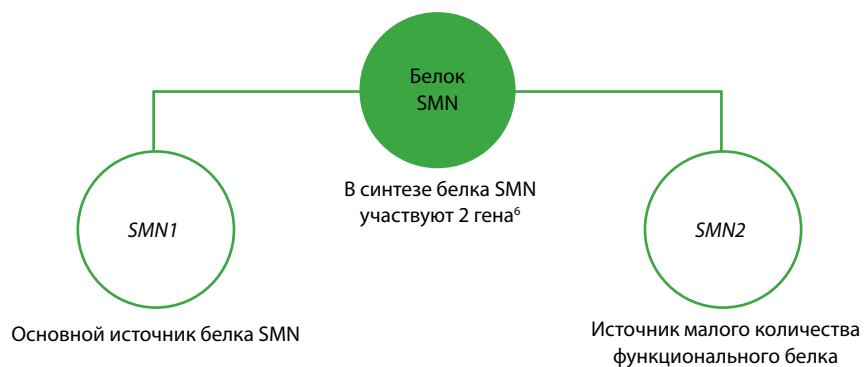 Белок
SMN
В синтезе белка SMN
участвуют 2 гена⁶
SMN1
Основной источник белка SMN
SMN2
Источник малого количества
функционального белка